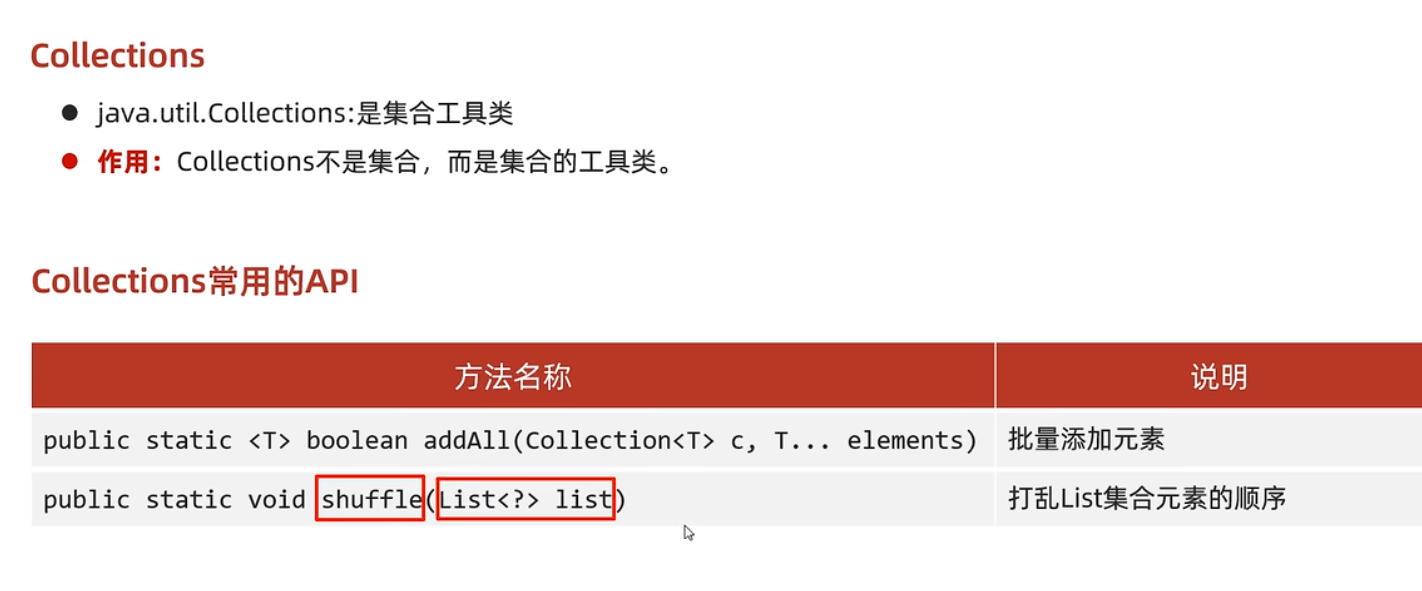 Collections
java.util.Collections:是集合工具类
作用：Collections不是集合，而是集合的工具类。
Collections常用的API
方法名称 说明
public static <T> boolean addAll(Collection<T> c, T... elements) 批量添加元素
public static void shuffle(List<?> list) 打乱List集合元素的顺序